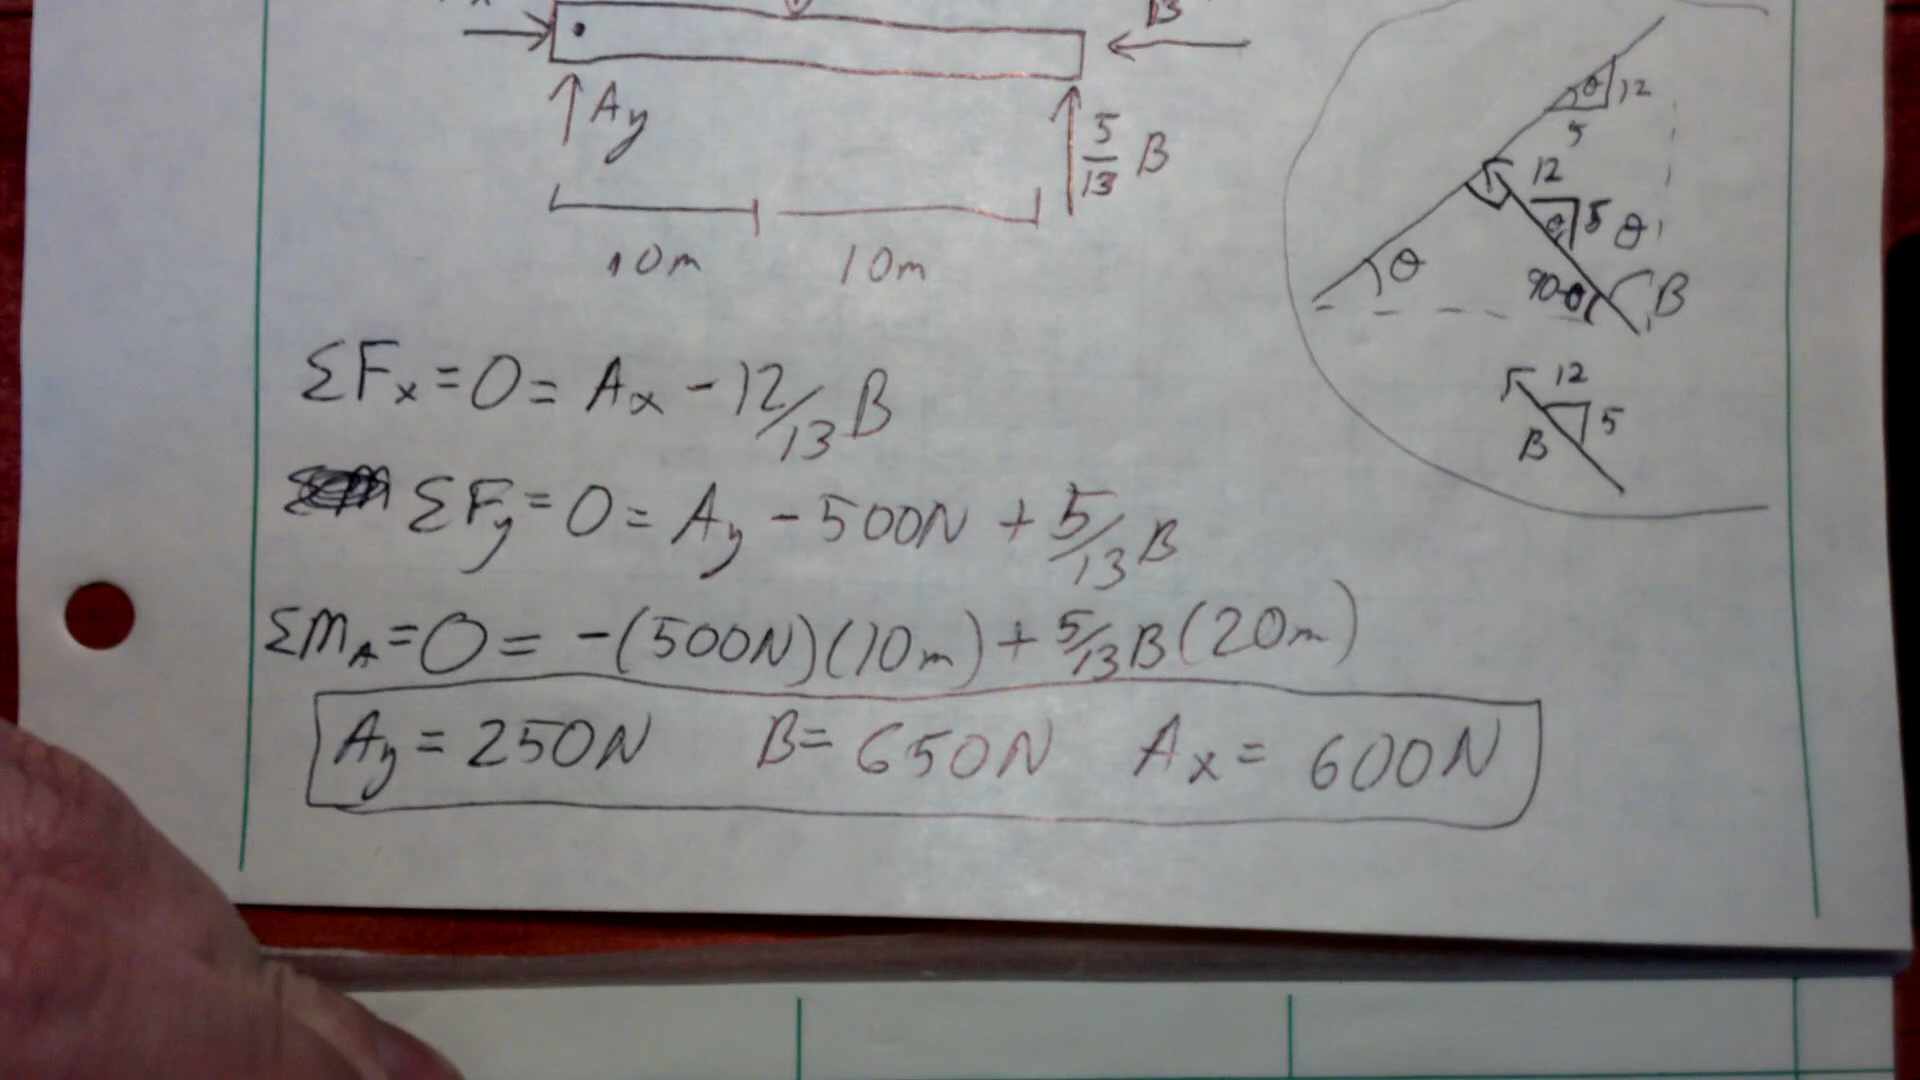 Ay
5/13 B
10m 10m
ΣFx = 0 = Ax - 12/13 B
ΣFy = 0 = Ay - 500N + 5/13 B
ΣMA = 0 = -(500N)(10m) + 5/13 B (20m)
Ay = 250N B = 650N Ax = 600N
θ 12
5
12
θ 5 θ
θ 90-θ B
12
5
B